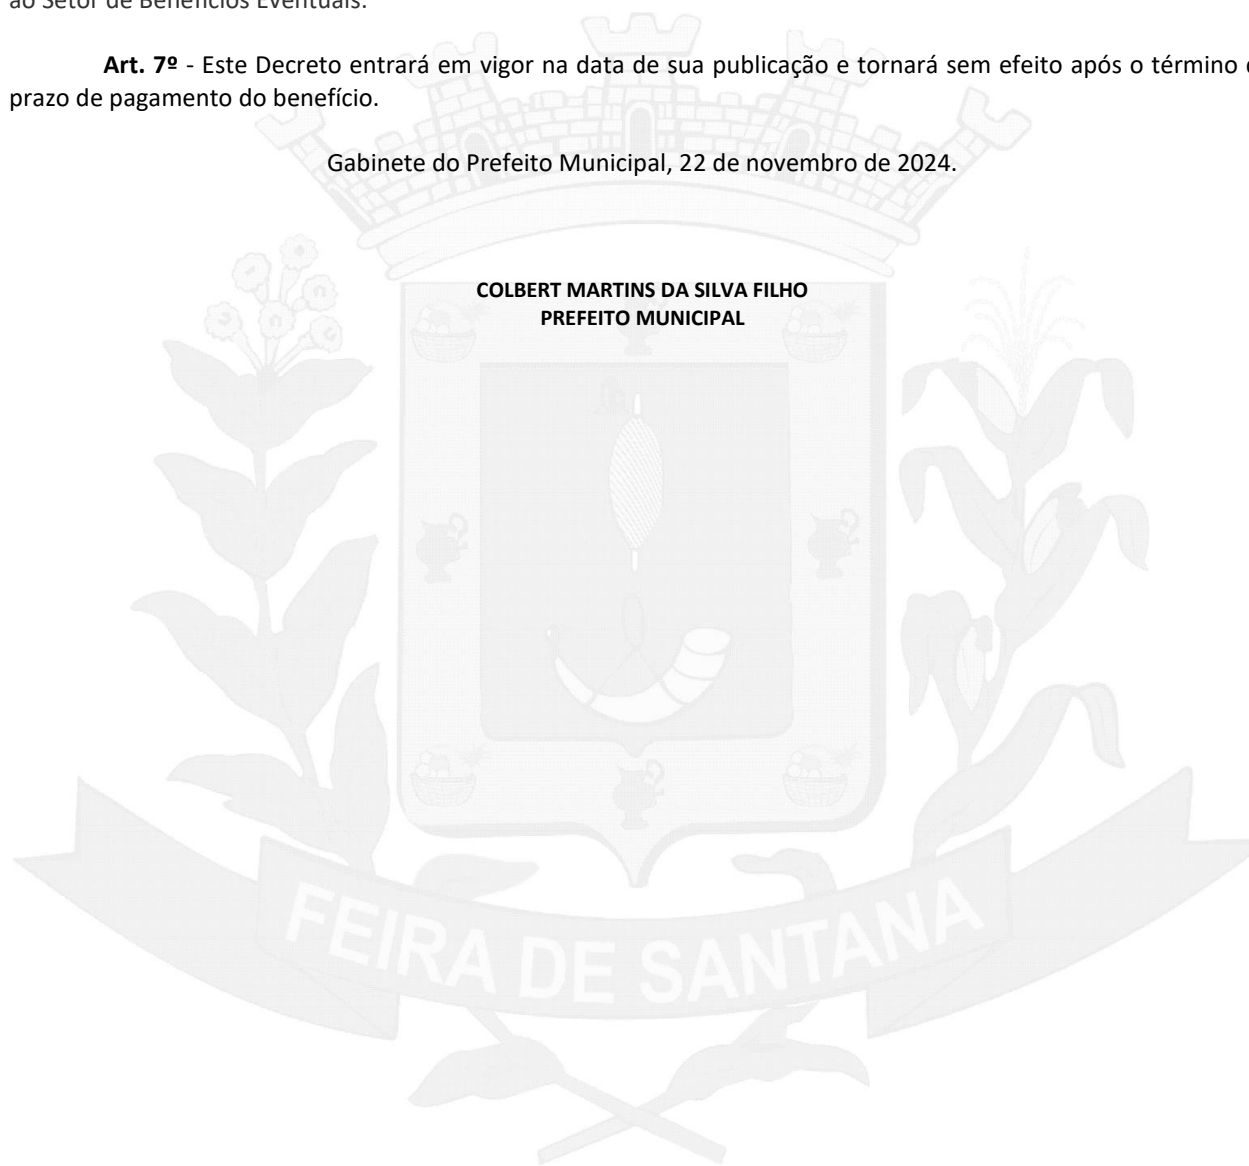 ao Setor de Benefícios Eventuais.
Art. 7º - Este Decreto entrará em vigor na data de sua publicação e tornará sem efeito após o término
prazo de pagamento do benefício.
Gabinete do Prefeito Municipal, 22 de novembro de 2024.
COLBERT MARTINS DA SILVA FILHO
PREFEITO MUNICIPAL
FEIRA DE SANTANA